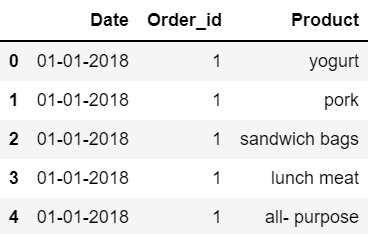 Date Order_id Product
0 01-01-2018 1 yogurt
1 01-01-2018 1 pork
2 01-01-2018 1 sandwich bags
3 01-01-2018 1 lunch meat
4 01-01-2018 1 all- purpose